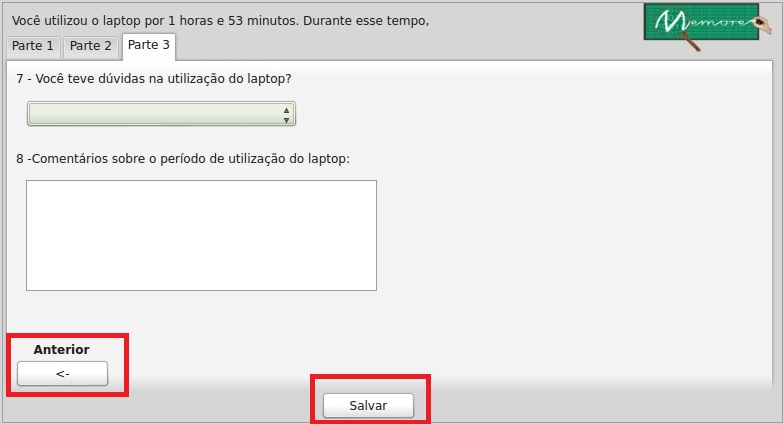 Você utilizou o laptop por 1 horas e 53 minutos. Durante esse tempo,
Memore
Parte 1 Parte 2 Parte 3
7 - Você teve dúvidas na utilização do laptop?
8 -Comentários sobre o período de utilização do laptop:
Anterior
<-
Salvar